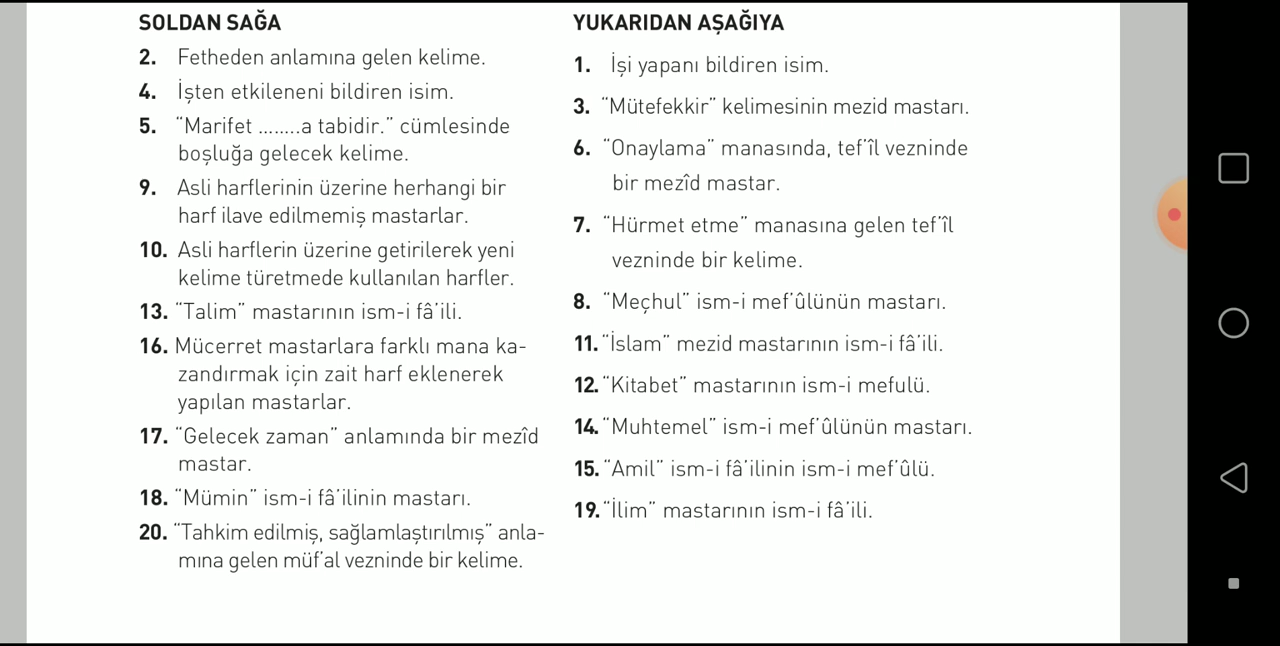 SOLDAN SAĞA
2. Fetheden anlamına gelen kelime.
4. İşten etkileneni bildiren isim.
5. “Marifet ........a tabidir.” cümlesinde
boşluğa gelecek kelime.
9. Asli harflerinin üzerine herhangi bir
harf ilave edilmemiş mastarlar.
10. Asli harflerin üzerine getirilerek yeni
kelime türetmede kullanılan harfler.
13. “Talim” mastarının ism-i fâ’ili.
16. Mücerret mastarlara farklı mana ka-
zandırmak için zait harf eklenerek
yapılan mastarlar.
17. “Gelecek zaman” anlamında bir mezîd
mastar.
18. “Mümin” ism-i fâ’ilinin mastarı.
20. “Tahkim edilmiş, sağlamlaştırılmış” anla-
mına gelen müf’al vezninde bir kelime.
YUKARIDAN AŞAĞIYA
1. İşi yapanı bildiren isim.
3. “Mütefekkir” kelimesinin mezid mastarı.
6. “Onaylama” manasında, tef’îl vezninde
bir mezîd mastar.
7. “Hürmet etme” manasına gelen tef’îl
vezninde bir kelime.
8. “Meçhul” ism-i mef’ûlünün mastarı.
11. “İslam” mezid mastarının ism-i fâ’ili.
12. “Kitabet” mastarının ism-i mefulü.
14. “Muhtemel” ism-i mef’ûlünün mastarı.
15. “Amil” ism-i fâ’ilinin ism-i mef’ûlü.
19. “İlim” mastarının ism-i fâ’ili.